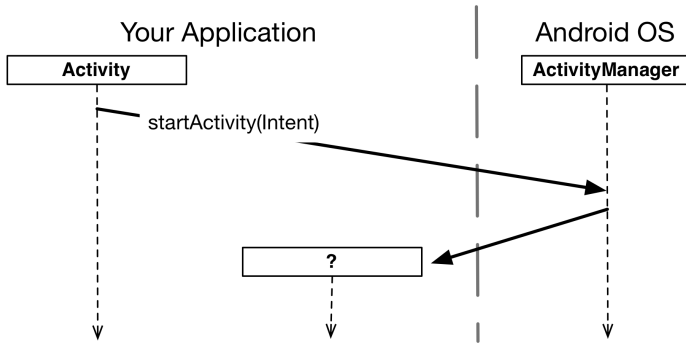 Your Application
Android OS
Activity
ActivityManager
startActivity(Intent)
?